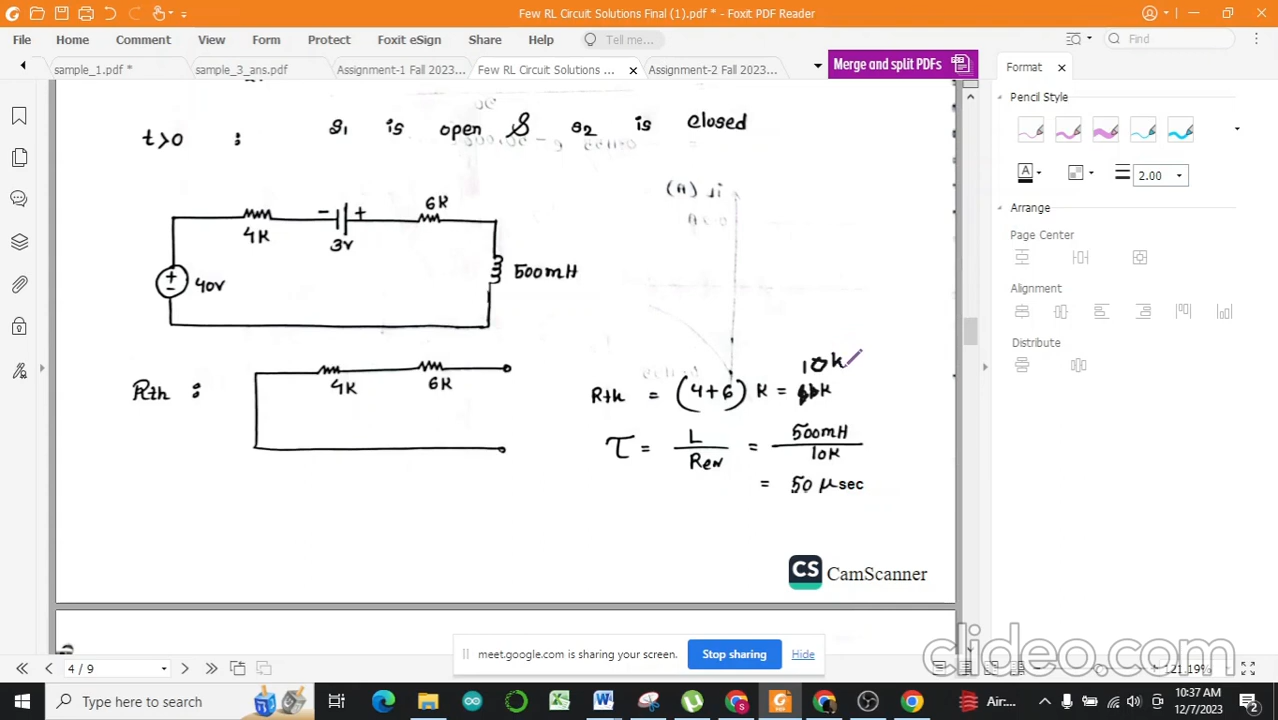 Few RL Circuit Solutions Final (1).pdf * - Foxit PDF Reader
File Home Comment View Form Protect Foxit eSign Share Help Tell me... Find
sample_1.pdf * sample_3_ans.pdf Assignment-1 Fall 2023... Few RL Circuit Solutions ... Assignment-2 Fall 2023... Merge and split PDFs Format
Pencil Style
2.00
Arrange
Page Center
Alignment
Distribute
t>0 : S1 is open & S2 is closed
4K
- +
3v
6K
+
-
40v
500mH
Rth :
4K
6K
10k
Rth = (4+6) K = K
τ = L / = 500mH / 10K
= 50 μsec
CS CamScanner
meet.google.com is sharing your screen. Stop sharing Hide
clideo.com
4 / 9
121.19%
Type here to search
Air:...
10:37 AM
12/7/2023
2